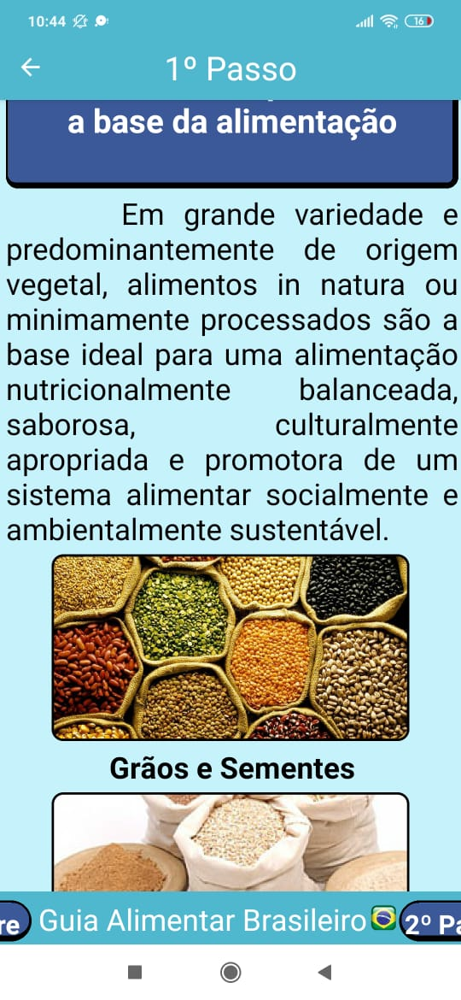 10:44
16
1º Passo
a base da alimentação
Em grande variedade e
predominantemente de origem
vegetal, alimentos in natura ou
minimamente processados são a
base ideal para uma alimentação
nutricionalmente balanceada,
saborosa, culturalmente
apropriada e promotora de um
sistema alimentar socialmente e
ambientalmente sustentável.
Grãos e Sementes
re Guia Alimentar Brasileiro 2º Pa